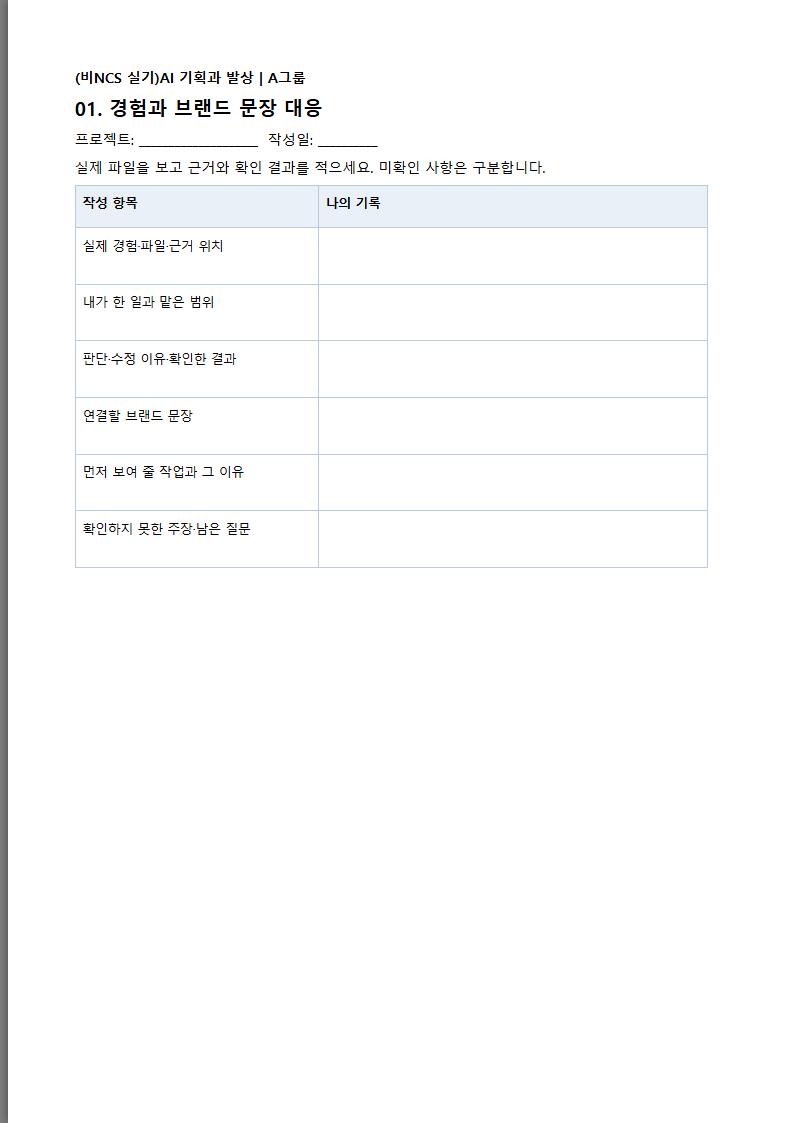 (비NCS 실기)AI 기획과 발상 | A그룹
01. 경험과 브랜드 문장 대응
프로젝트: _________________ 작성일: _________
실제 파일을 보고 근거와 확인 결과를 적으세요. 미확인 사항은 구분합니다.
작성 항목 나의 기록
실제 경험·파일·근거 위치
내가 한 일과 맡은 범위
판단·수정 이유·확인한 결과
연결할 브랜드 문장
먼저 보여 줄 작업과 그 이유
확인하지 못한 주장·남은 질문